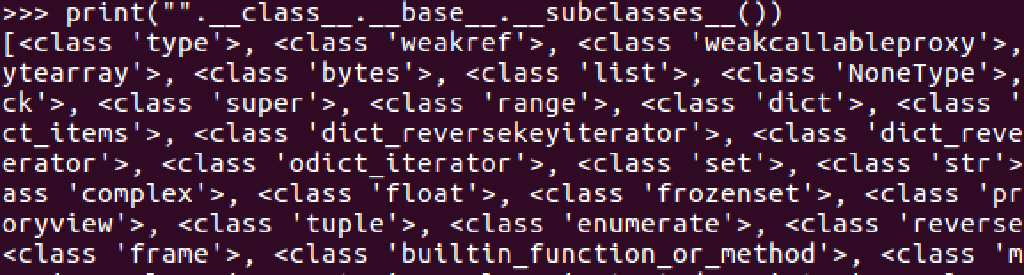 >>> print("".__class__.__base__.__subclasses__())
[<class 'type'>, <class 'weakref'>, <class 'weakcallableproxy'>,
ytearray'>, <class 'bytes'>, <class 'list'>, <class 'NoneType'>,
ck'>, <class 'super'>, <class 'range'>, <class 'dict'>, <class '
ct_items'>, <class 'dict_reversekeyiterator'>, <class 'dict_reve
erator'>, <class 'odict_iterator'>, <class 'set'>, <class 'str'>
ass 'complex'>, <class 'float'>, <class 'frozenset'>, <class 'pr
oryview'>, <class 'tuple'>, <class 'enumerate'>, <class 'reverse
<class 'frame'>, <class 'builtin_function_or_method'>, <class 'm